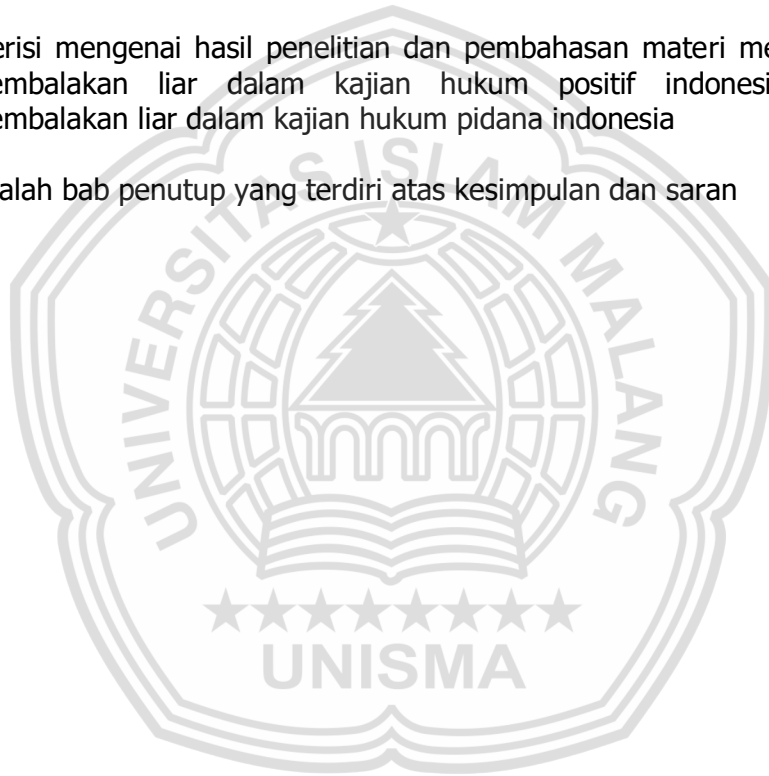 erisi mengenai hasil penelitian dan pembahasan materi me
embalakan liar dalam kajian hukum positif indonesi
embalakan liar dalam kajian hukum pidana indonesia
alah bab penutup yang terdiri atas kesimpulan dan saran
UNIVERSITAS ISLAM MALANG
UNISMA